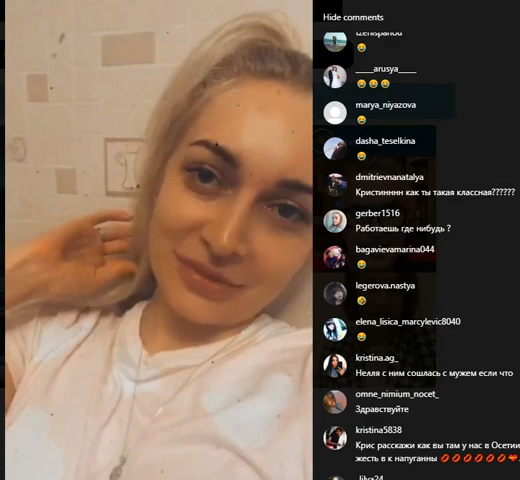 Hide comments
____arusya____
marya_niyazova
dasha_teselkina
dmitrievnanatalya
Кристинннн как ты такая классная??????
gerber1516
Работаешь где нибудь ?
bagavievamarina044
legerova.nastya
elena_lisica_marcylevic8040
kristina.ag_
Нелля с ним сошлась с мужем если что
omne_nimium_nocet_
Здравствуйте
kristina5838
Крис расскажи как вы там у нас в Осетии
жесть в к напуганны